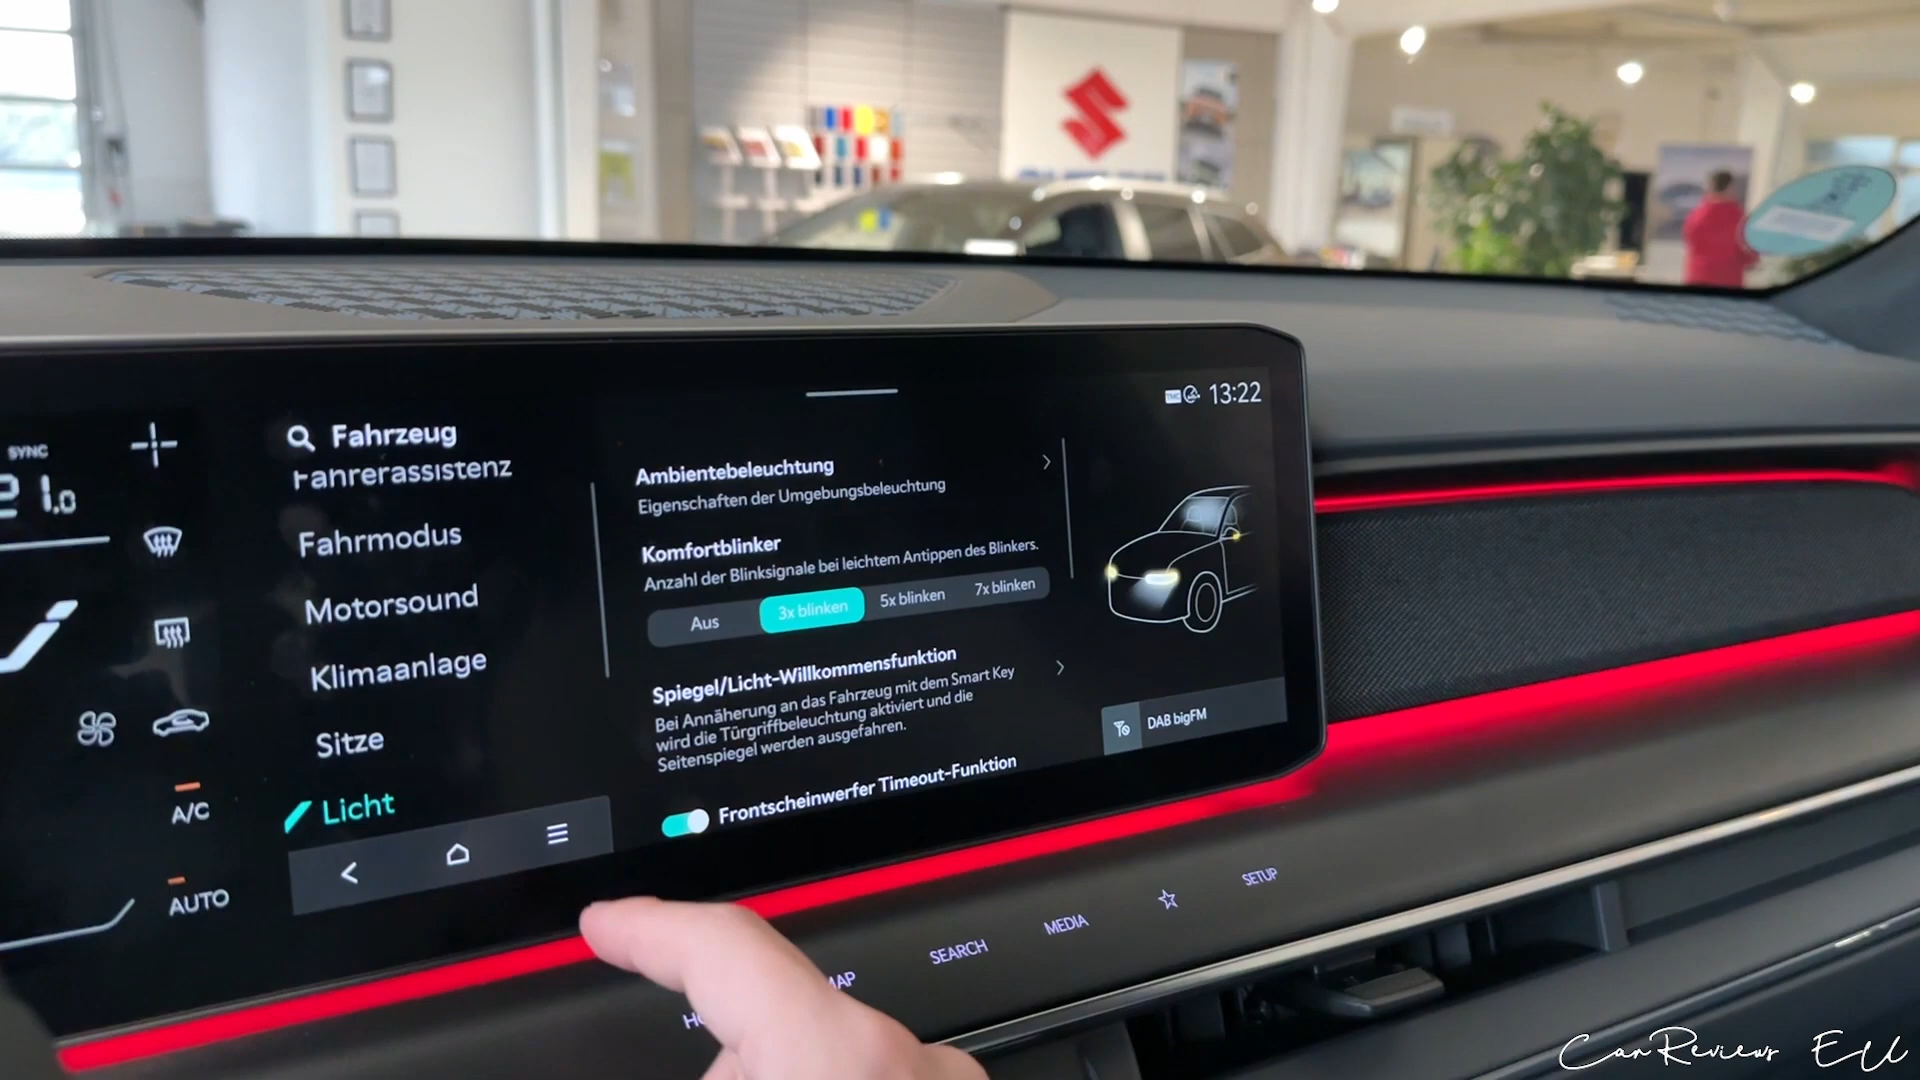 SYNC
21.0
A/C
AUTO
Fahrzeug
Fahrerassistenz
Fahrmodus
Motorsound
Klimaanlage
Sitze
Licht
Ambientebeleuchtung
Eigenschaften der Umgebungsbeleuchtung
Komfortblinker
Anzahl der Blinksignale bei leichtem Antippen des Blinkers.
Aus 3x blinken 5x blinken 7x blinken
Spiegel/Licht-Willkommensfunktion
Bei Annäherung an das Fahrzeug mit dem Smart Key
wird die Türgriffbeleuchtung aktiviert und die
Seitenspiegel werden ausgefahren.
Frontscheinwerfer Timeout-Funktion
13:22
DAB bigFM
MAP
SEARCH
MEDIA
SETUP
CarReviews EU